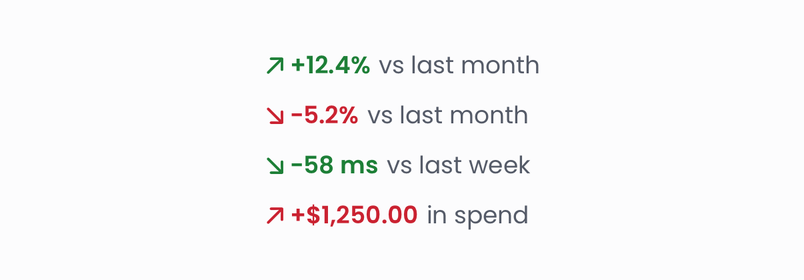 +12.4% vs last month
-5.2% vs last month
-58 ms vs last week
+$1,250.00 in spend